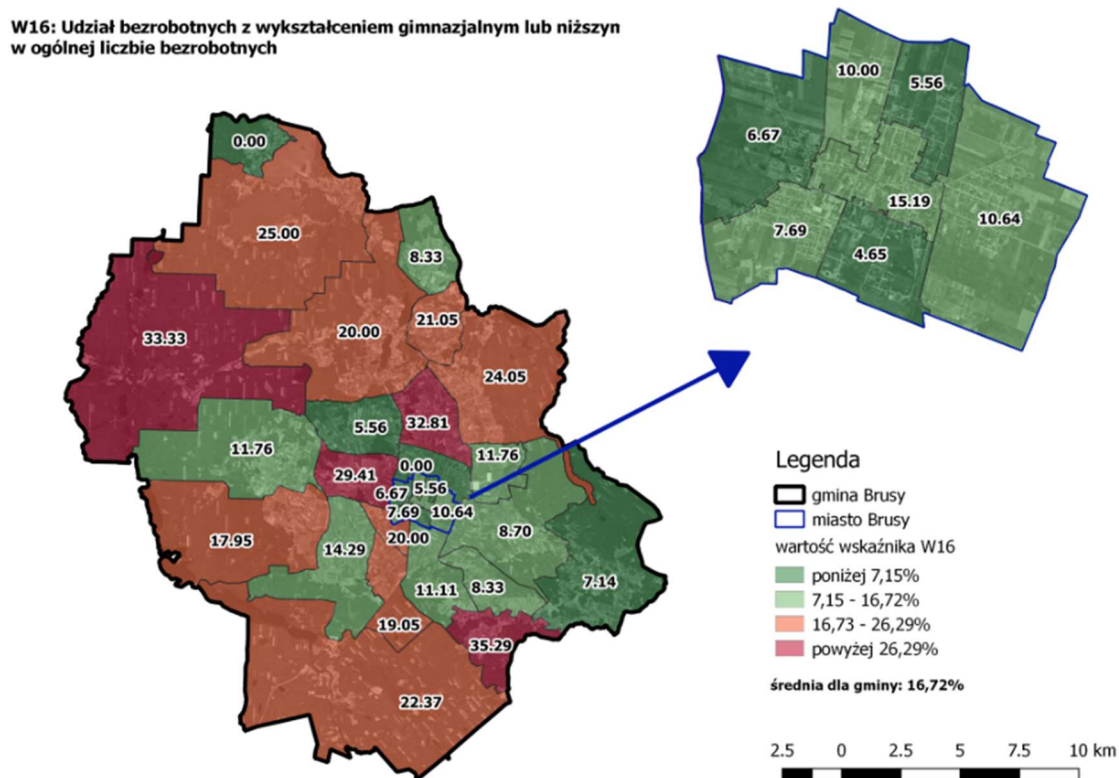 W16: Udział bezrobotnych z wykształceniem gimnazjalnym lub niższyn
w ogólnej liczbie bezrobotnych
10.00
5.56
6.67
15.19
10.64
7.69
4.65
0.00
25.00
8.33
21.05
20.00
33.33
24.05
5.56
32.81
11.76
11.76
29.41
0.00
6.67
5.56
7.69
10.64
8.70
17.95
14.29
20.00
11.11
8.33
7.14
19.05
35.29
22.37
Legenda
gmina Brusy
miasto Brusy
wartość wskaźnika W16
poniżej 7,15%
7,15 - 16,72%
16,73 - 26,29%
powyżej 26,29%
średnia dla gminy: 16,72%
2.5 0 2.5 5 7.5 10 km